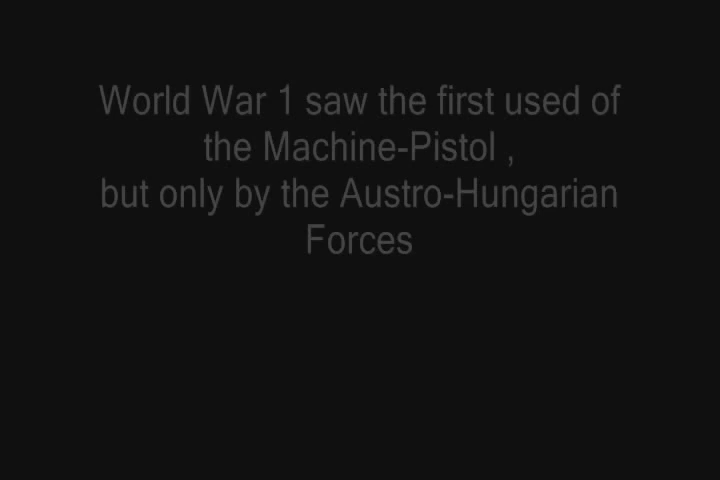 World War 1 saw the first used of
the Machine-Pistol ,
but only by the Austro-Hungarian
Forces